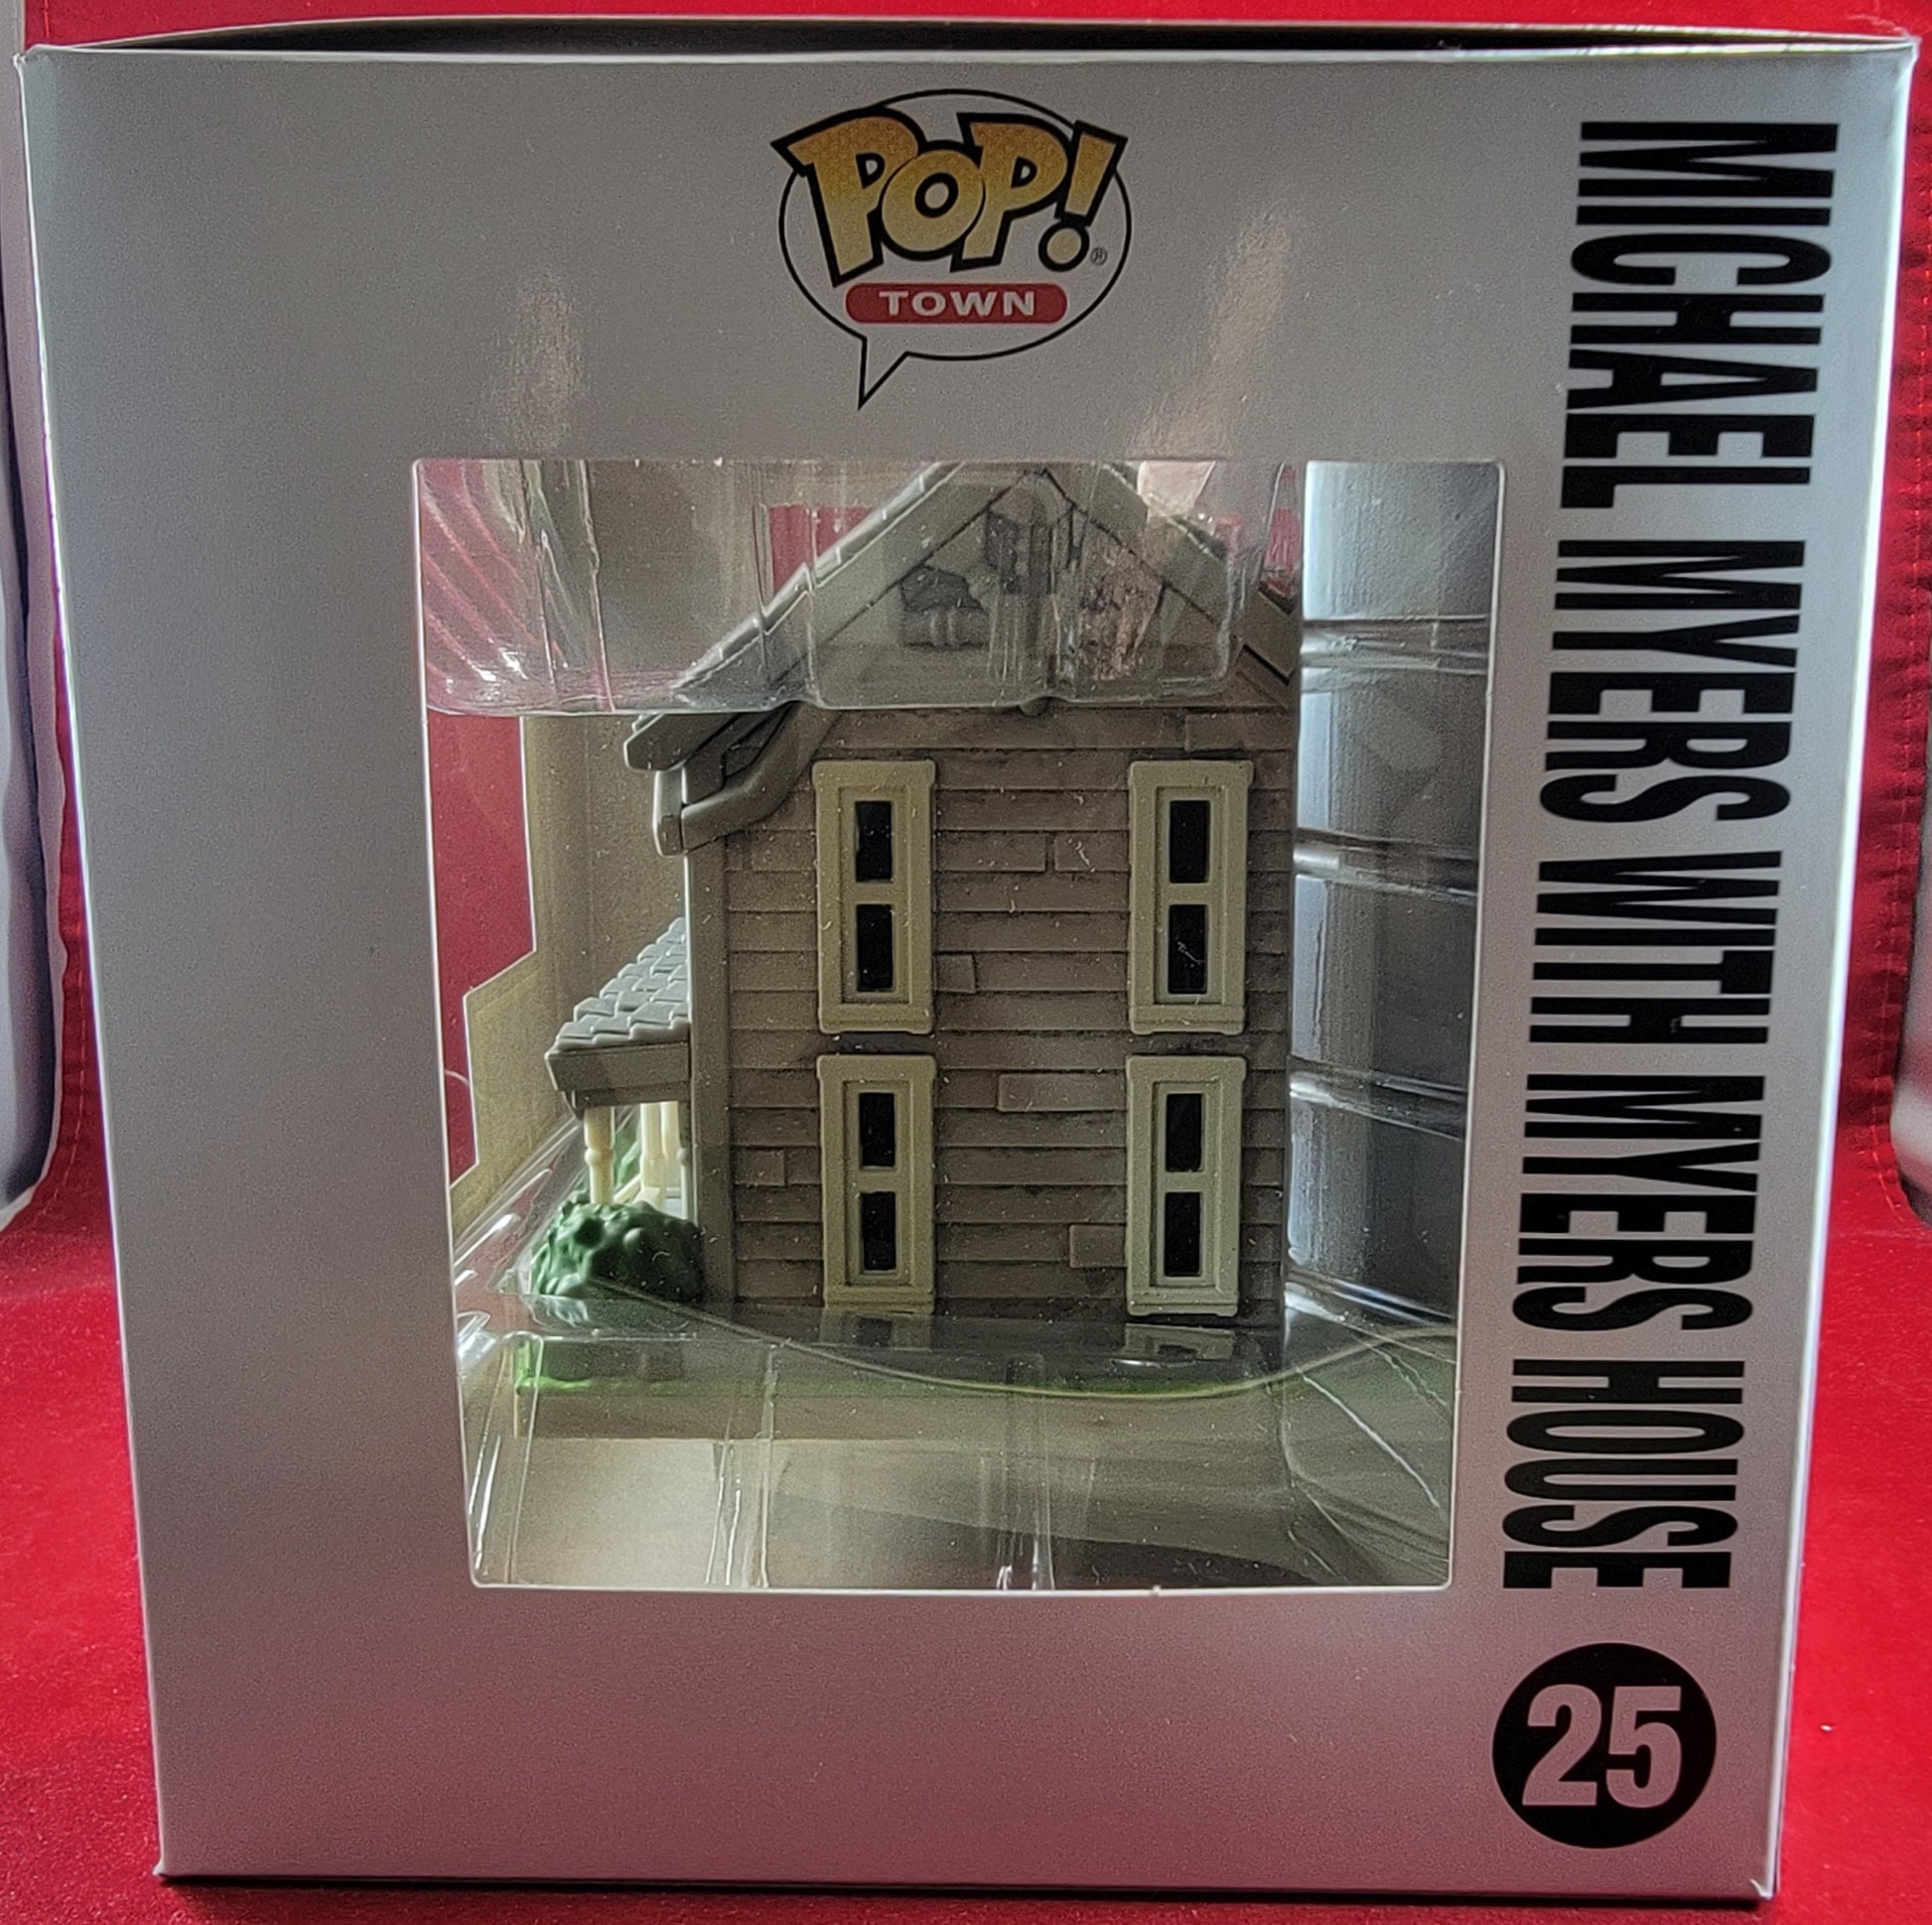 POP!®
TOWN
MICHAEL MYERS WITH MYERS HOUSE
25